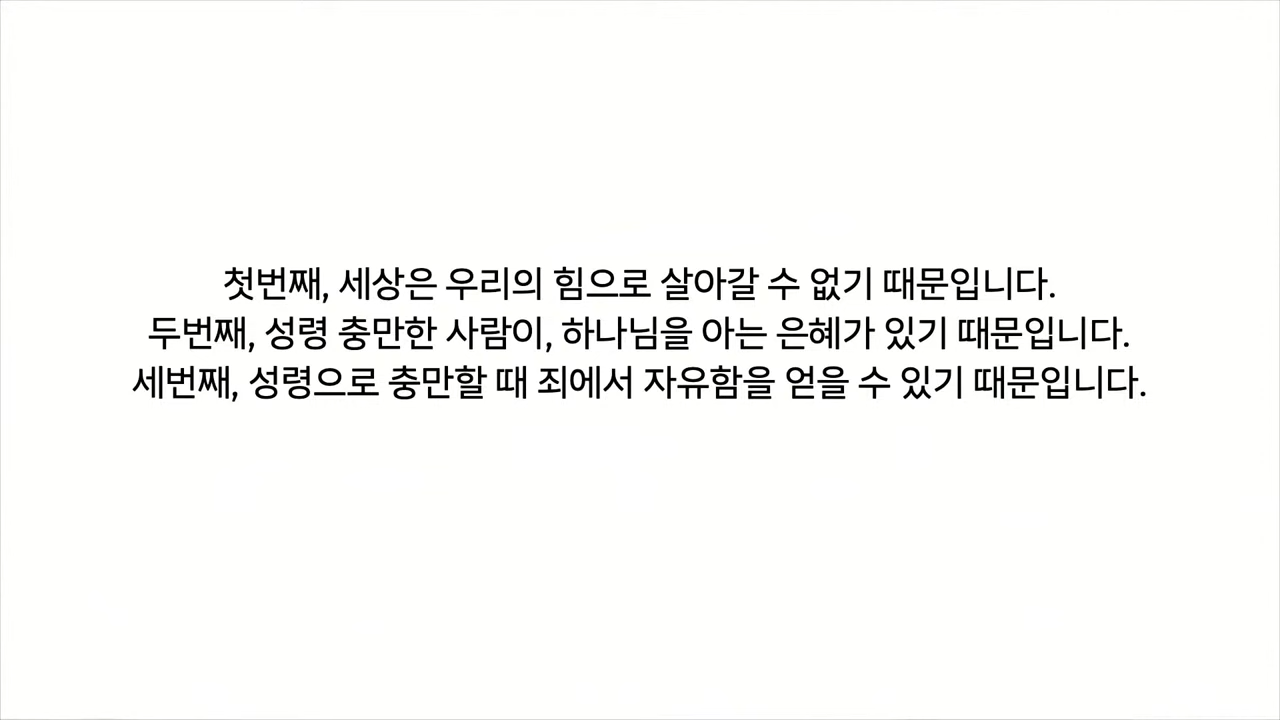 첫번째, 세상은 우리의 힘으로 살아갈 수 없기 때문입니다.
두번째, 성령 충만한 사람이, 하나님을 아는 은혜가 있기 때문입니다.
세번째, 성령으로 충만할 때 죄에서 자유함을 얻을 수 있기 때문입니다.